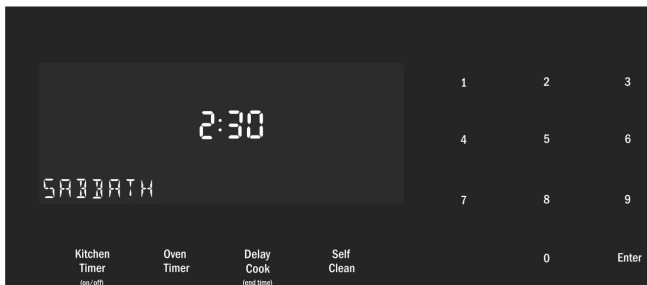 2:30
SABBATH
1 2 3
4 5 6
7 8 9
0 Enter
Kitchen Oven Delay Self
Timer Timer Cook Clean
(on/off) (end time)